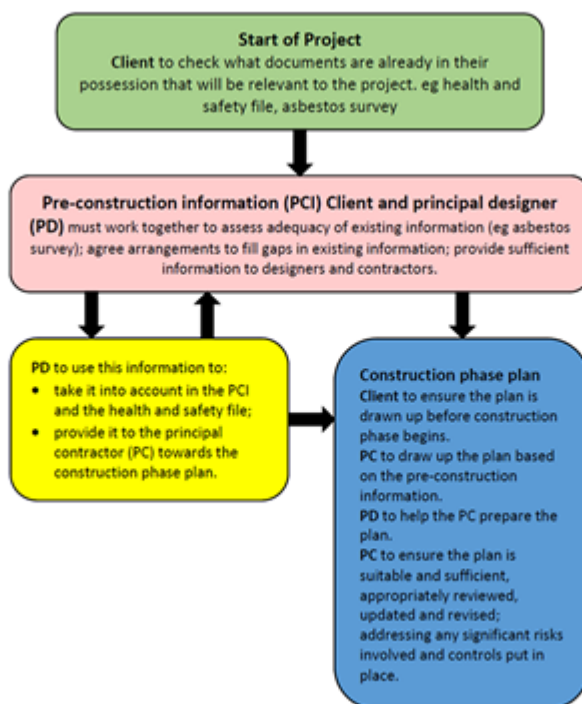 Start of Project
Client to check what documents are already in their
possession that will be relevant to the project. eg health and
safety file, asbestos survey
Pre-construction information (PCI) Client and principal designer
(PD) must work together to assess adequacy of existing information (eg asbestos
survey); agree arrangements to fill gaps in existing information; provide sufficient
information to designers and contractors.
PD to use this information to:
• take it into account in the PCI
and the health and safety file;
• provide it to the principal
contractor (PC) towards the
construction phase plan.
Construction phase plan
Client to ensure the plan is
drawn up before construction
phase begins.
PC to draw up the plan based
on the pre-construction
information.
PD to help the PC prepare the
plan.
PC to ensure the plan is
suitable and sufficient,
appropriately reviewed,
updated and revised;
addressing any significant risks
involved and controls put in
place.